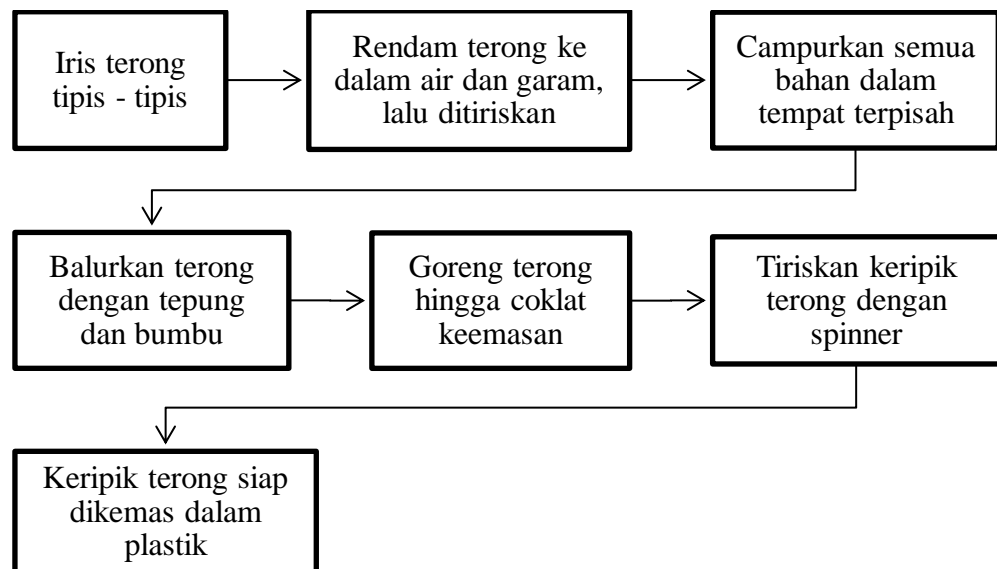 Iris terong
tipis - tipis
Rendam terong ke
dalam air dan garam,
lalu ditiriskan
Campurkan semua
bahan dalam
tempat terpisah
Balurkan terong
dengan tepung
dan bumbu
Goreng terong
hingga coklat
keemasan
Tiriskan keripik
terong dengan
spinner
Keripik terong siap
dikemas dalam
plastik